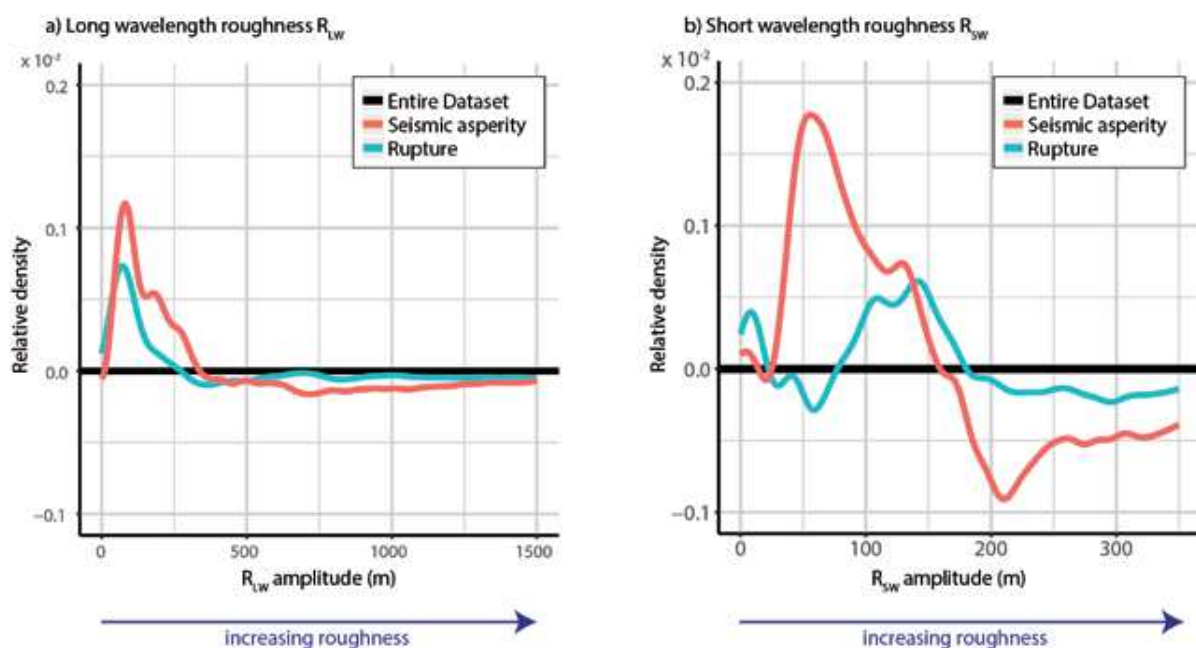 a) Long wavelength roughness R_LW
x 10⁻²
0.2
0.1
0.0
−0.1
Relative density
Entire Dataset
Seismic asperity
Rupture
0 500 1000 1500
R_LW amplitude (m)
increasing roughness
b) Short wavelength roughness R_SW
x 10⁻²
0.2
0.1
0.0
−0.1
Relative density
Entire Dataset
Seismic asperity
Rupture
0 100 200 300
R_SW amplitude (m)
increasing roughness